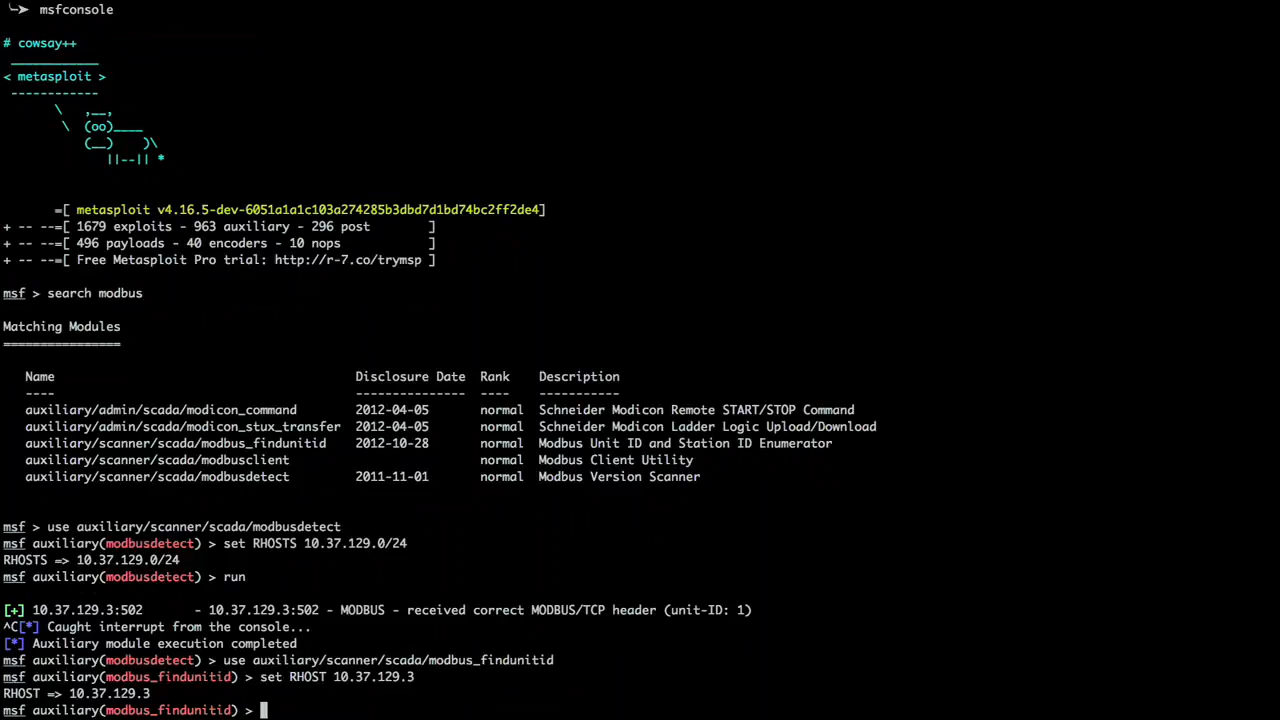 ╰─➤  msfconsole
# cowsay++
 ____________
< metasploit >
 ------------
       \   ,__,
        \  (oo)____
           (__)    )\
              ||--|| *
       =[ metasploit v4.16.5-dev-6051a1a1c103a274285b3dbd7d1bd74bc2ff2de4]
+ -- --=[ 1679 exploits - 963 auxiliary - 296 post        ]
+ -- --=[ 496 payloads - 40 encoders - 10 nops            ]
+ -- --=[ Free Metasploit Pro trial: http://r-7.co/trymsp ]
msf > search modbus
Matching Modules
================
   Name                                       Disclosure Date  Rank    Description
   ----                                       ---------------  ----    -----------
   auxiliary/admin/scada/modicon_command        2012-04-05       normal  Schneider Modicon Remote START/STOP Command
   auxiliary/admin/scada/modicon_stux_transfer  2012-04-05       normal  Schneider Modicon Ladder Logic Upload/Download
   auxiliary/scanner/scada/modbus_findunitid    2012-10-28       normal  Modbus Unit ID and Station ID Enumerator
   auxiliary/scanner/scada/modbusclient                          normal  Modbus Client Utility
   auxiliary/scanner/scada/modbusdetect         2011-11-01       normal  Modbus Version Scanner
msf > use auxiliary/scanner/scada/modbusdetect
msf auxiliary(modbusdetect) > set RHOSTS 10.37.129.0/24
RHOSTS => 10.37.129.0/24
msf auxiliary(modbusdetect) > run
[+] 10.37.129.3:502       - 10.37.129.3:502 - MODBUS - received correct MODBUS/TCP header (unit-ID: 1)
^C[*] Caught interrupt from the console...
[*] Auxiliary module execution completed
msf auxiliary(modbusdetect) > use auxiliary/scanner/scada/modbus_findunitid
msf auxiliary(modbus_findunitid) > set RHOST 10.37.129.3
RHOST => 10.37.129.3
msf auxiliary(modbus_findunitid) >